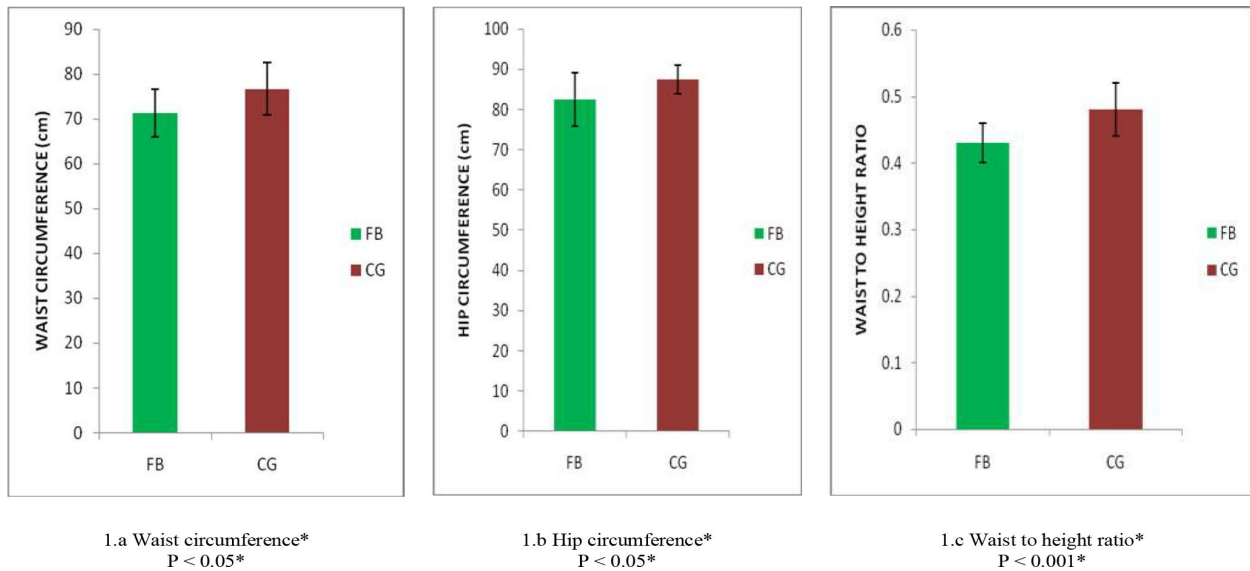 WAIST CIRCUMFERENCE (cm)
90
80
70
60
50
40
30
20
10
0
FB
CG
FB
CG
HIP CIRCUMFERENCE (cm)
100
90
80
70
60
50
40
30
20
10
0
FB
CG
FB
CG
WAIST TO HEIGHT RATIO
0.6
0.5
0.4
0.3
0.2
0.1
0
FB
CG
FB
CG
1.a Waist circumference*
P < 0.05*
1.b Hip circumference*
P < 0.05*
1.c Waist to height ratio*
P < 0.001*